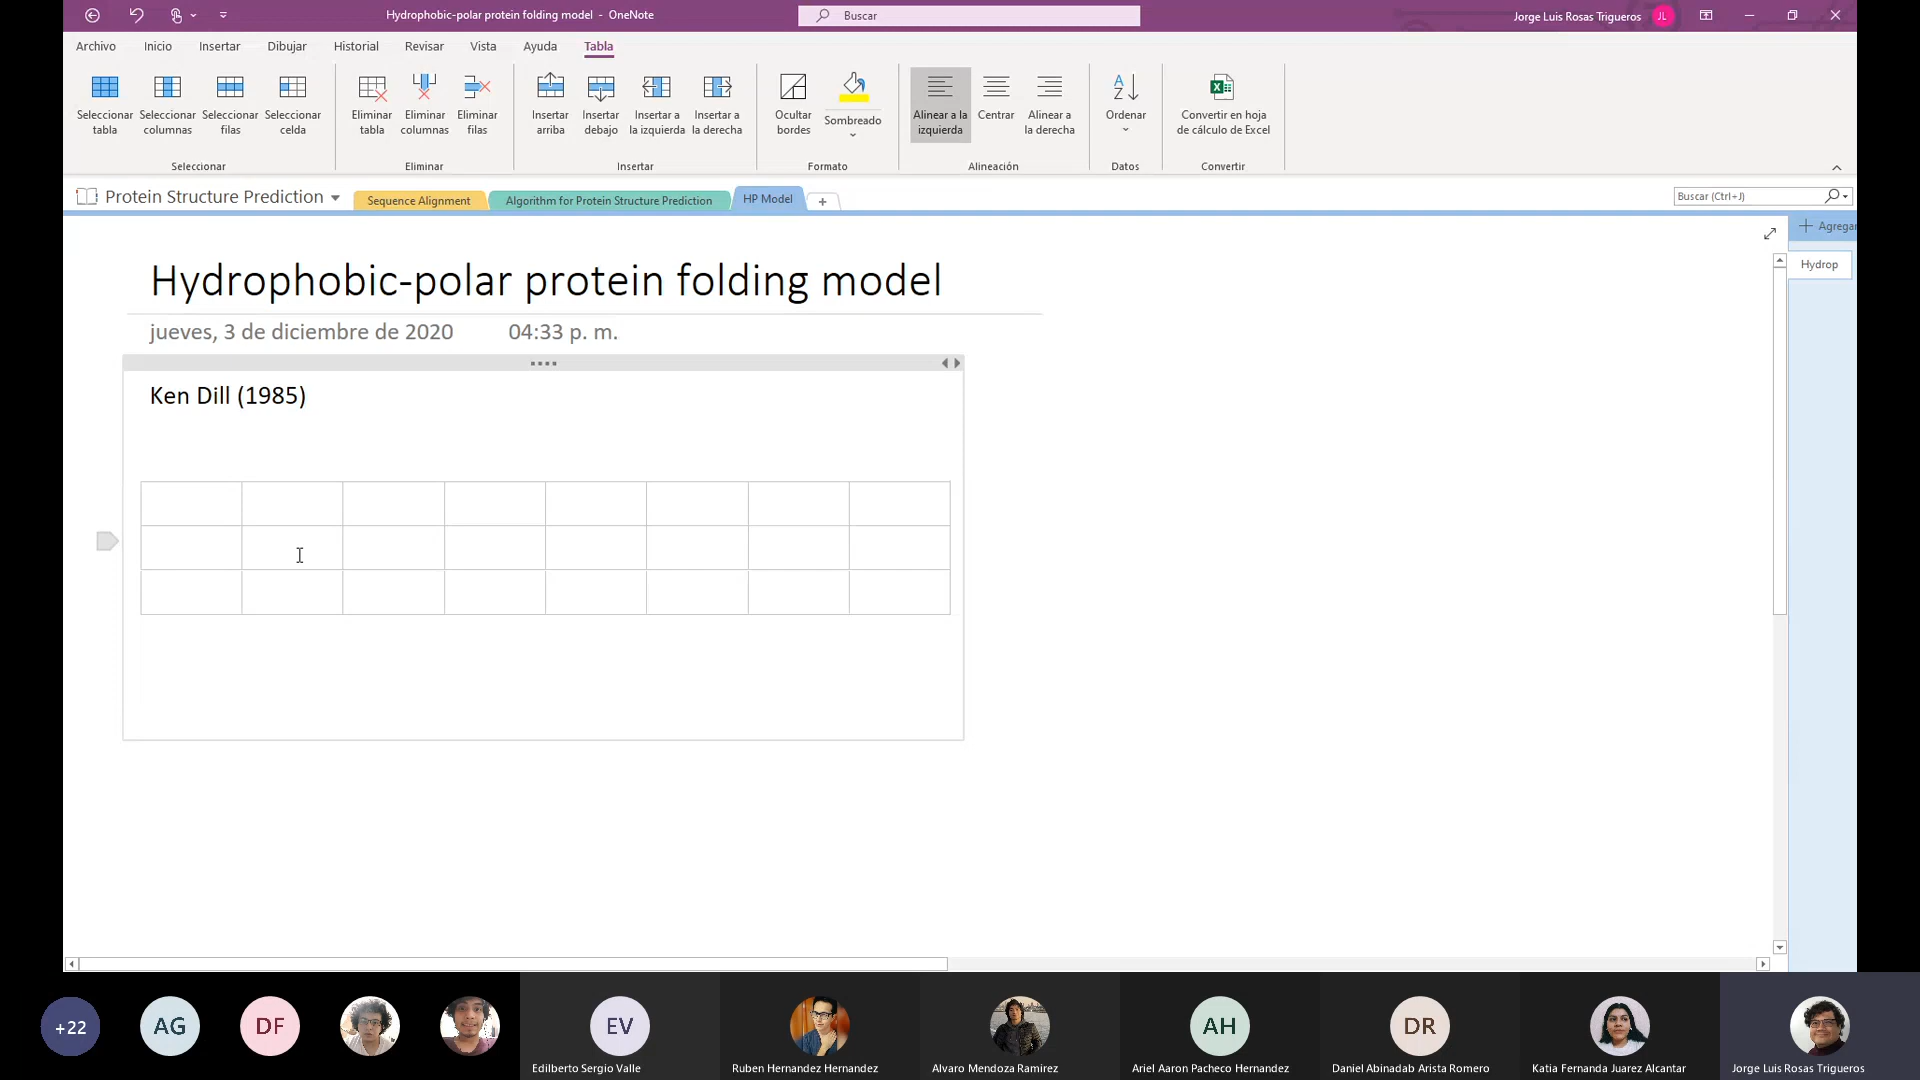 Hydrophobic-polar protein folding model - OneNote
Buscar
Jorge Luis Rosas Trigueros
JL
Archivo Inicio Insertar Dibujar Historial Revisar Vista Ayuda Tabla
Seleccionar tabla
Seleccionar columnas
Seleccionar filas
Seleccionar celda
Eliminar tabla
Eliminar columnas
Eliminar filas
Insertar arriba
Insertar debajo
Insertar a la izquierda
Insertar a la derecha
Ocultar bordes
Sombreado
Alinear a la izquierda
Centrar
Alinear a la derecha
A
Z
Ordenar
Convertir en hoja de cálculo de Excel
Seleccionar Eliminar Insertar Formato Alineación Datos Convertir
Protein Structure Prediction
Sequence Alignment
Algorithm for Protein Structure Prediction
HP Model
Buscar (Ctrl+J)
Agregar
Hydrop
Hydrophobic-polar protein folding model
jueves, 3 de diciembre de 2020 04:33 p. m.
Ken Dill (1985)
+22
AG
DF
EV
AH
DR
Edilberto Sergio Valle
Ruben Hernandez Hernandez
Alvaro Mendoza Ramirez
Ariel Aaron Pacheco Hernandez
Daniel Abinadab Arista Romero
Katia Fernanda Juarez Alcantar
Jorge Luis Rosas Trigueros